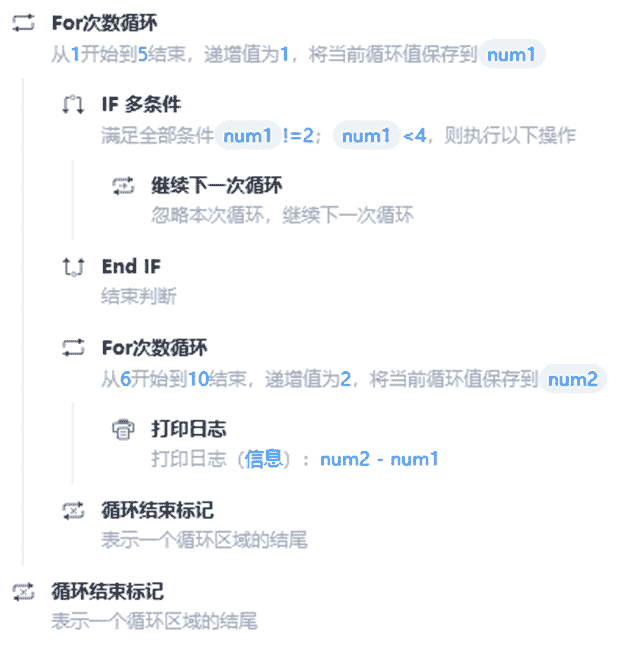 For次数循环
从1开始到5结束，递增值为1，将当前循环值保存到 num1
IF 多条件
满足全部条件 num1 !=2； num1 <4，则执行以下操作
继续下一次循环
忽略本次循环，继续下一次循环
End IF
结束判断
For次数循环
从6开始到10结束，递增值为2，将当前循环值保存到 num2
打印日志
打印日志（信息）：num2 - num1
循环结束标记
表示一个循环区域的结尾
循环结束标记
表示一个循环区域的结尾